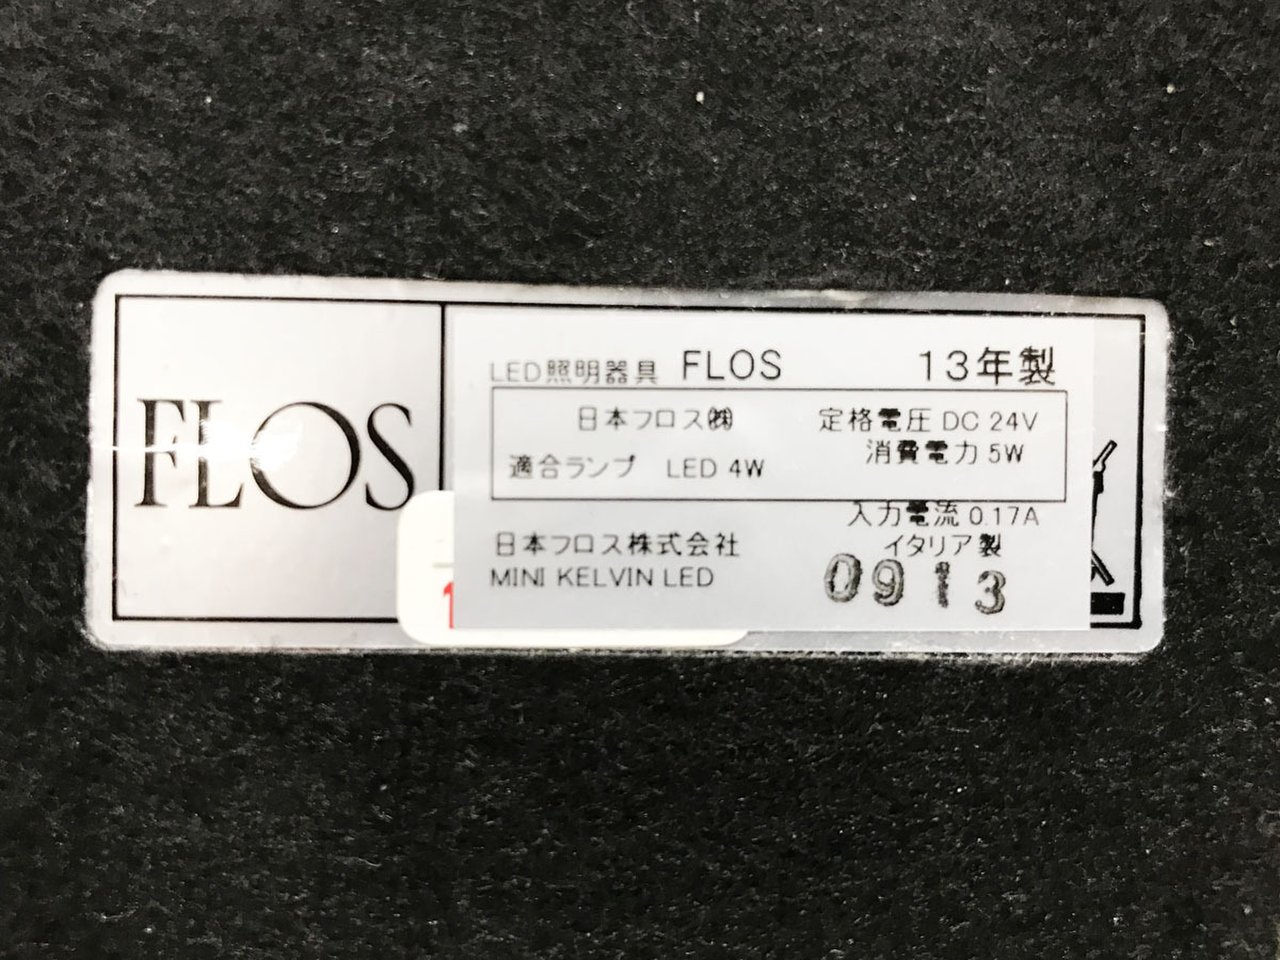 FLOS
LED照明器具 FLOS 13年製
日本フロス㈱ 定格電圧 DC 24V
消費電力 5W
適合ランプ LED 4W
入力電流 0.17A
日本フロス株式会社 イタリア製
MINI KELVIN LED 0913